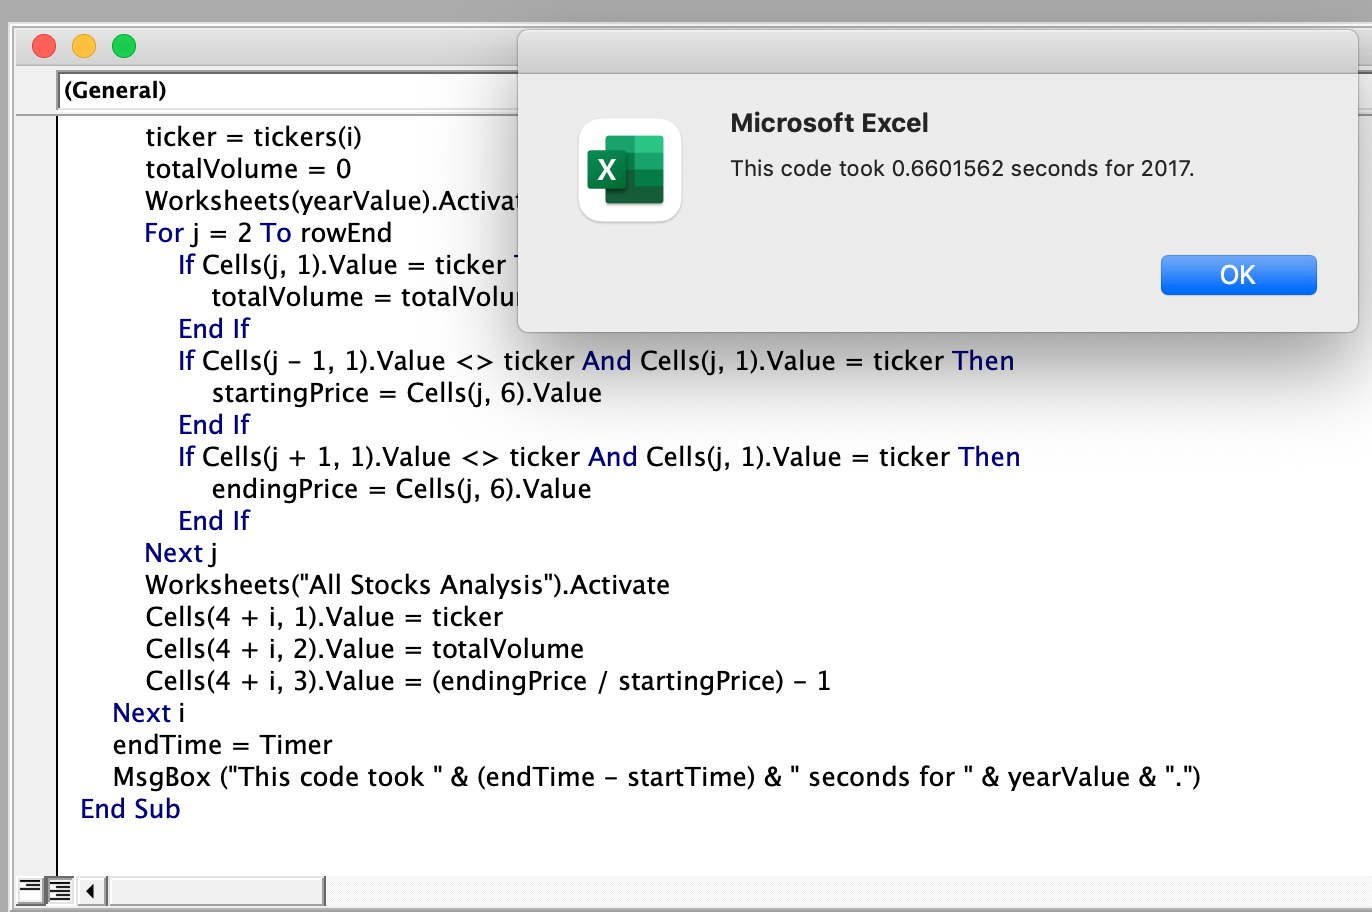 (General)
Microsoft Excel
This code took 0.6601562 seconds for 2017.
OK
ticker = tickers(i)
totalVolume = 0
Worksheets(yearValue).Activat
For j = 2 To rowEnd
If Cells(j, 1).Value = ticker
totalVolume = totalVolu
End If
If Cells(j - 1, 1).Value <> ticker And Cells(j, 1).Value = ticker Then
startingPrice = Cells(j, 6).Value
End If
If Cells(j + 1, 1).Value <> ticker And Cells(j, 1).Value = ticker Then
endingPrice = Cells(j, 6).Value
End If
Next j
Worksheets("All Stocks Analysis").Activate
Cells(4 + i, 1).Value = ticker
Cells(4 + i, 2).Value = totalVolume
Cells(4 + i, 3).Value = (endingPrice / startingPrice) - 1
Next i
endTime = Timer
MsgBox ("This code took " & (endTime - startTime) & " seconds for " & yearValue & ".")
End Sub